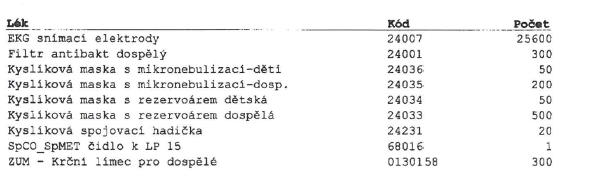 Lék Kód Počet
EKG snímací elektrody 24007 25600
Filtr antibakt dospělý 24001 300
Kyslíková maska s mikronebulizací-děti 24036 50
Kyslíková maska s mikronebulizací-dosp. 24035 200
Kyslíková maska s rezervoárem dětská 24034 50
Kyslíková maska s rezervoárem dospělá 24033 500
Kyslíková spojovací hadička 24231 20
SpCO_SpMET čidlo k LP 15 68016 1
ZUM - Krční límec pro dospělé 0130158 300